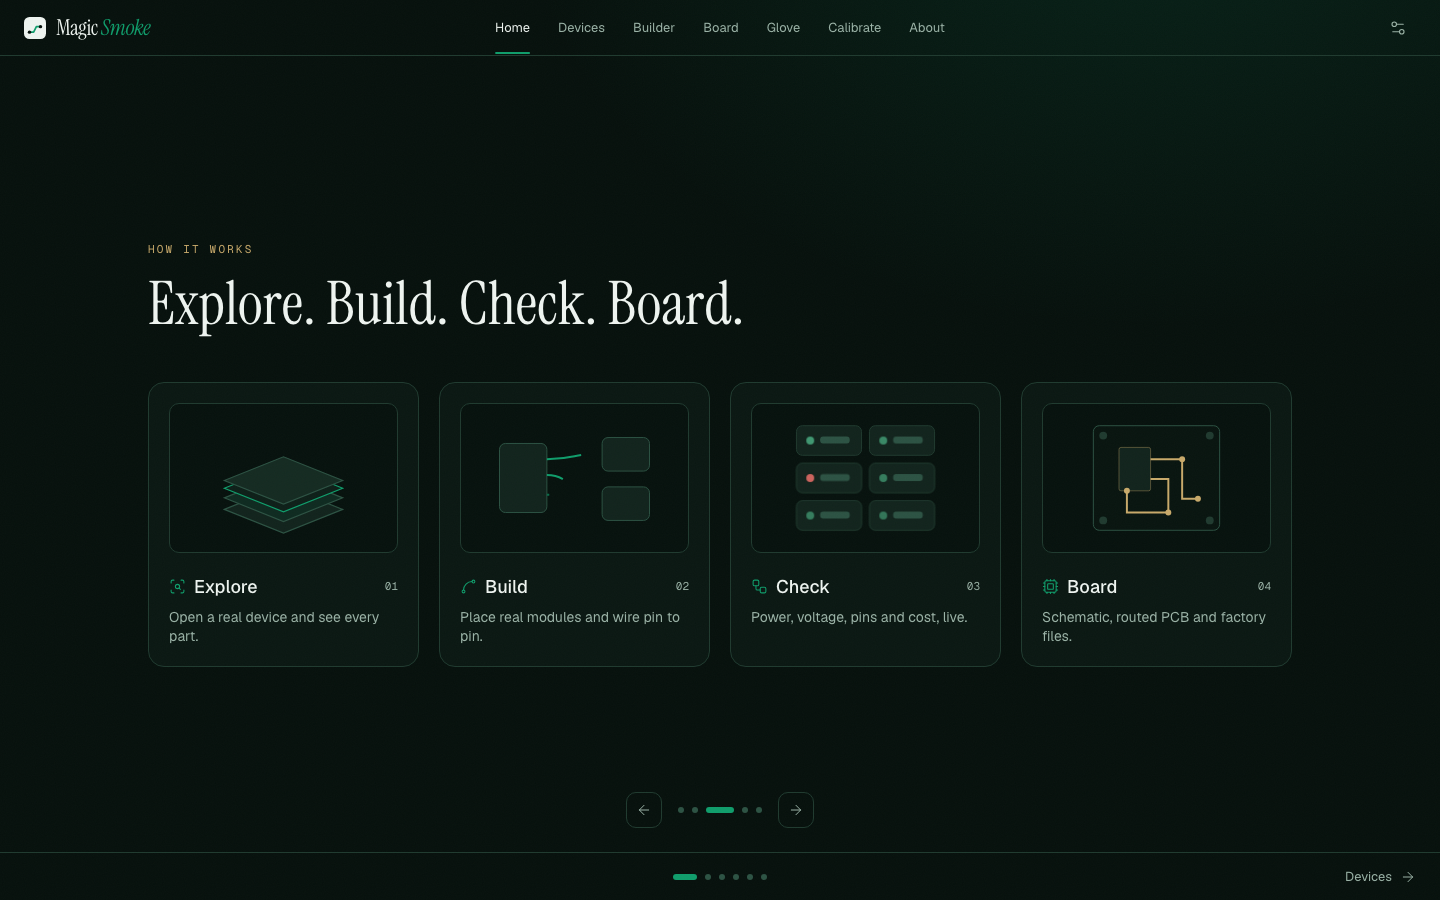 Magic Smoke
Home
Devices
Builder
Board
Glove
Calibrate
About
HOW IT WORKS
Explore. Build. Check. Board.
Explore
01
Open a real device and see every
part.
Build
02
Place real modules and wire pin to
pin.
Check
03
Power, voltage, pins and cost, live.
Board
04
Schematic, routed PCB and factory
files.
Devices